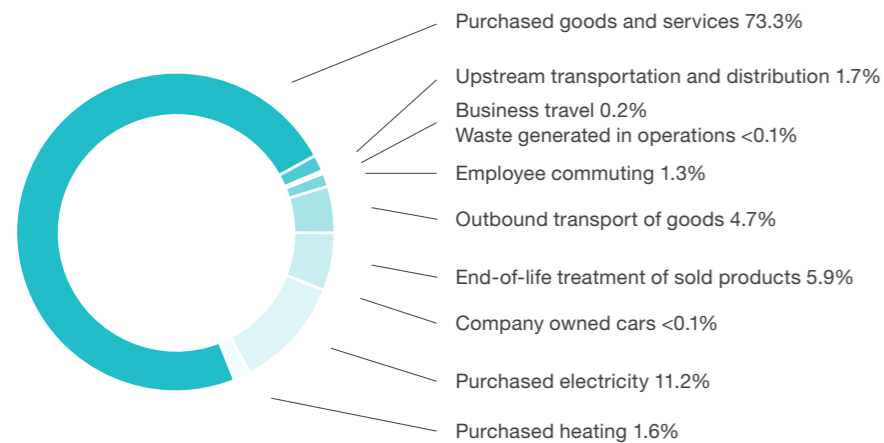 Purchased goods and services 73.3%
Upstream transportation and distribution 1.7%
Business travel 0.2%
Waste generated in operations <0.1%
Employee commuting 1.3%
Outbound transport of goods 4.7%
End-of-life treatment of sold products 5.9%
Company owned cars <0.1%
Purchased electricity 11.2%
Purchased heating 1.6%